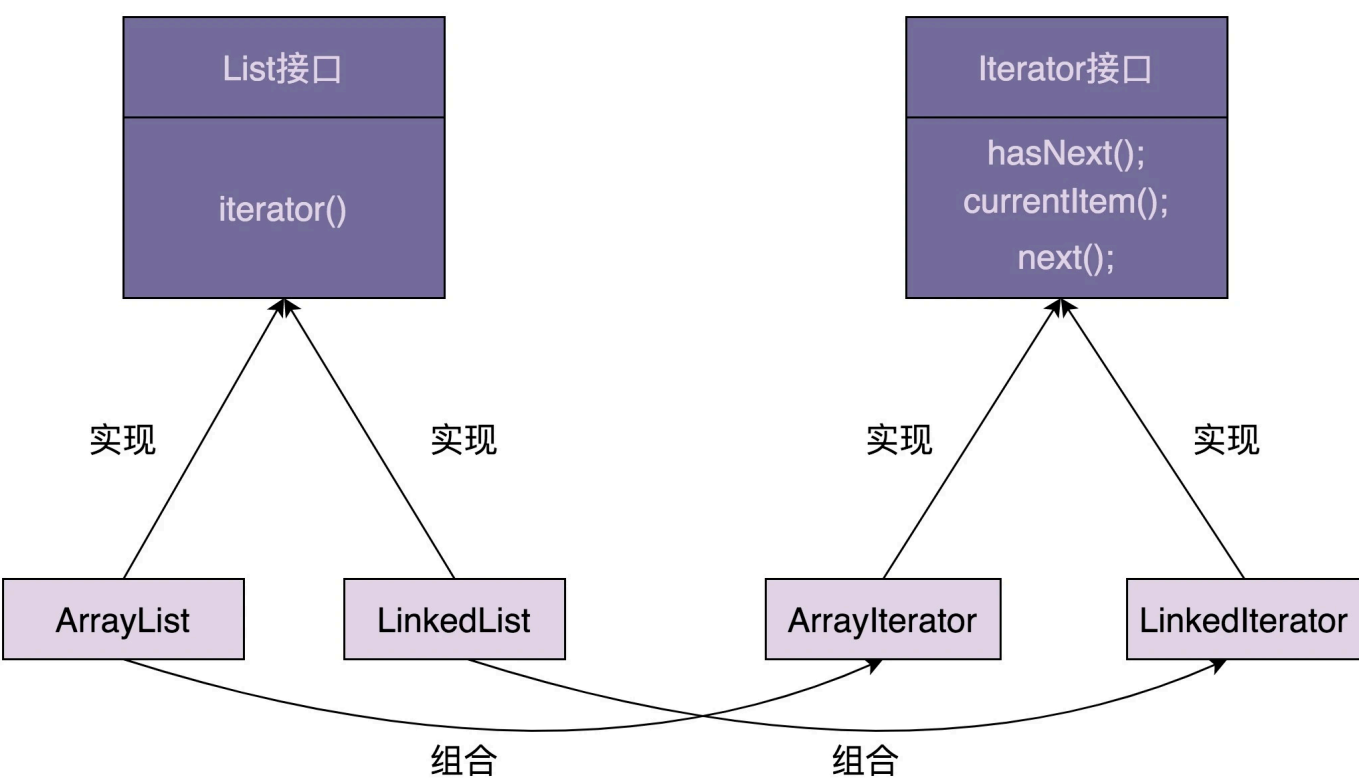 List接口
Iterator接口
iterator()
hasNext();
currentItem();
next();
实现
实现
实现
实现
ArrayList
LinkedList
ArrayIterator
LinkedIterator
组合
组合